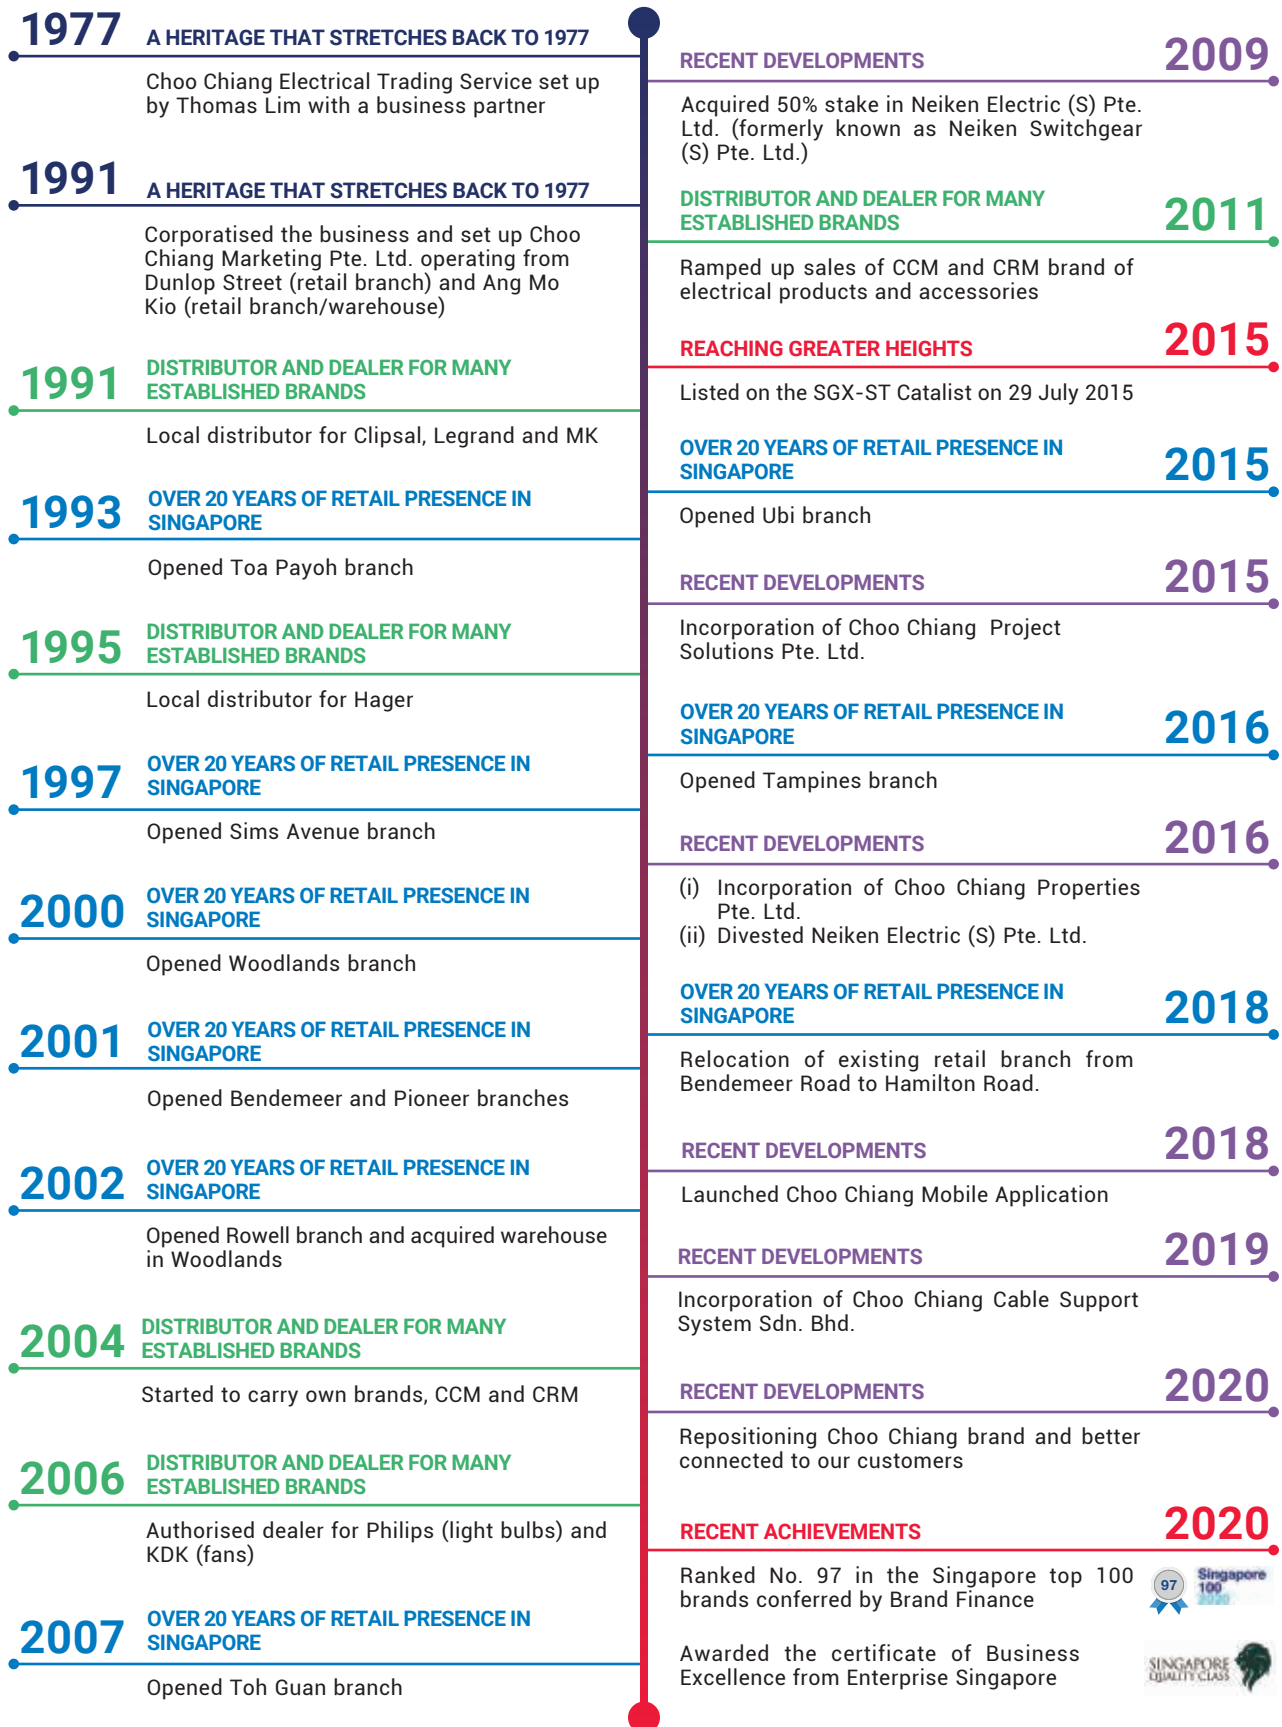 1977
A HERITAGE THAT STRETCHES BACK TO 1977
Choo Chiang Electrical Trading Service set up
by Thomas Lim with a business partner
1991
A HERITAGE THAT STRETCHES BACK TO 1977
Corporatised the business and set up Choo
Chiang Marketing Pte. Ltd. operating from
Dunlop Street (retail branch) and Ang Mo
Kio (retail branch/warehouse)
1991
DISTRIBUTOR AND DEALER FOR MANY
ESTABLISHED BRANDS
Local distributor for Clipsal, Legrand and MK
1993
OVER 20 YEARS OF RETAIL PRESENCE IN
SINGAPORE
Opened Toa Payoh branch
1995
DISTRIBUTOR AND DEALER FOR MANY
ESTABLISHED BRANDS
Local distributor for Hager
1997
OVER 20 YEARS OF RETAIL PRESENCE IN
SINGAPORE
Opened Sims Avenue branch
2000
OVER 20 YEARS OF RETAIL PRESENCE IN
SINGAPORE
Opened Woodlands branch
2001
OVER 20 YEARS OF RETAIL PRESENCE IN
SINGAPORE
Opened Bendemeer and Pioneer branches
2002
OVER 20 YEARS OF RETAIL PRESENCE IN
SINGAPORE
Opened Rowell branch and acquired warehouse
in Woodlands
2004
DISTRIBUTOR AND DEALER FOR MANY
ESTABLISHED BRANDS
Started to carry own brands, CCM and CRM
2006
DISTRIBUTOR AND DEALER FOR MANY
ESTABLISHED BRANDS
Authorised dealer for Philips (light bulbs) and
KDK (fans)
2007
OVER 20 YEARS OF RETAIL PRESENCE IN
SINGAPORE
Opened Toh Guan branch
RECENT DEVELOPMENTS
2009
Acquired 50% stake in Neiken Electric (S) Pte.
Ltd. (formerly known as Neiken Switchgear
(S) Pte. Ltd.)
DISTRIBUTOR AND DEALER FOR MANY
ESTABLISHED BRANDS
2011
Ramped up sales of CCM and CRM brand of
electrical products and accessories
REACHING GREATER HEIGHTS
2015
Listed on the SGX-ST Catalist on 29 July 2015
OVER 20 YEARS OF RETAIL PRESENCE IN
SINGAPORE
2015
Opened Ubi branch
RECENT DEVELOPMENTS
2015
Incorporation of Choo Chiang Project
Solutions Pte. Ltd.
OVER 20 YEARS OF RETAIL PRESENCE IN
SINGAPORE
2016
Opened Tampines branch
RECENT DEVELOPMENTS
2016
(i) Incorporation of Choo Chiang Properties
Pte. Ltd.
(ii) Divested Neiken Electric (S) Pte. Ltd.
OVER 20 YEARS OF RETAIL PRESENCE IN
SINGAPORE
2018
Relocation of existing retail branch from
Bendemeer Road to Hamilton Road.
RECENT DEVELOPMENTS
2018
Launched Choo Chiang Mobile Application
RECENT DEVELOPMENTS
2019
Incorporation of Choo Chiang Cable Support
System Sdn. Bhd.
RECENT DEVELOPMENTS
2020
Repositioning Choo Chiang brand and better
connected to our customers
RECENT ACHIEVEMENTS
2020
Ranked No. 97 in the Singapore top 100
brands conferred by Brand Finance
97
Singapore
100
2020
Awarded the certificate of Business
Excellence from Enterprise Singapore
SINGAPORE
QUALITY CLASS